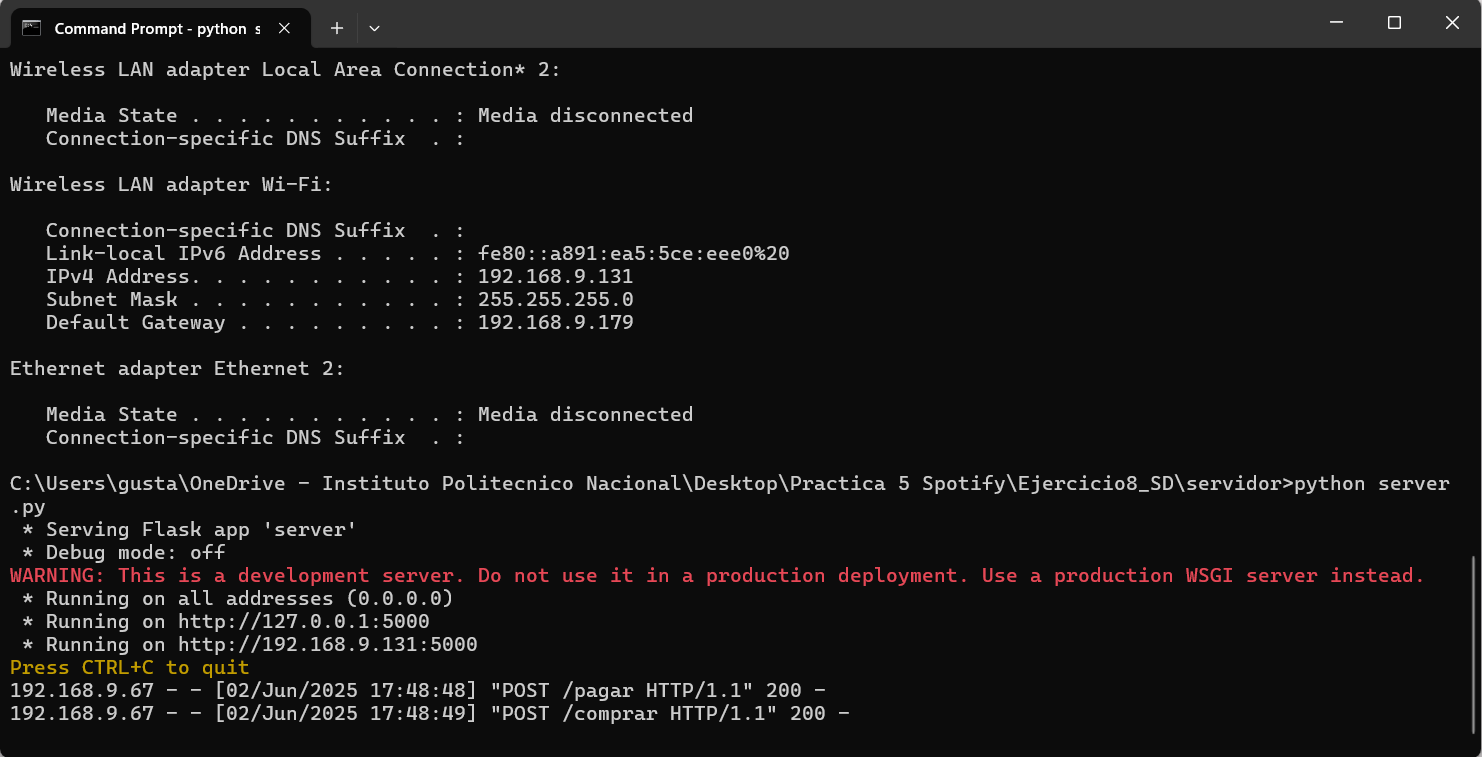 Command Prompt - python s
Wireless LAN adapter Local Area Connection* 2:
   Media State . . . . . . . . . . . : Media disconnected
   Connection-specific DNS Suffix  . :
Wireless LAN adapter Wi-Fi:
   Connection-specific DNS Suffix  . :
   Link-local IPv6 Address . . . . . : fe80::a891:ea5:5ce:eee0%20
   IPv4 Address. . . . . . . . . . . : 192.168.9.131
   Subnet Mask . . . . . . . . . . . : 255.255.255.0
   Default Gateway . . . . . . . . . : 192.168.9.179
Ethernet adapter Ethernet 2:
   Media State . . . . . . . . . . . : Media disconnected
   Connection-specific DNS Suffix  . :
C:\Users\gusta\OneDrive - Instituto Politecnico Nacional\Desktop\Practica 5 Spotify\Ejercicio8_SD\servidor>python server
.py
 * Serving Flask app 'server'
 * Debug mode: off
WARNING: This is a development server. Do not use it in a production deployment. Use a production WSGI server instead.
 * Running on all addresses (0.0.0.0)
 * Running on http://127.0.0.1:5000
 * Running on http://192.168.9.131:5000
Press CTRL+C to quit
192.168.9.67 - - [02/Jun/2025 17:48:48] "POST /pagar HTTP/1.1" 200 -
192.168.9.67 - - [02/Jun/2025 17:48:49] "POST /comprar HTTP/1.1" 200 -